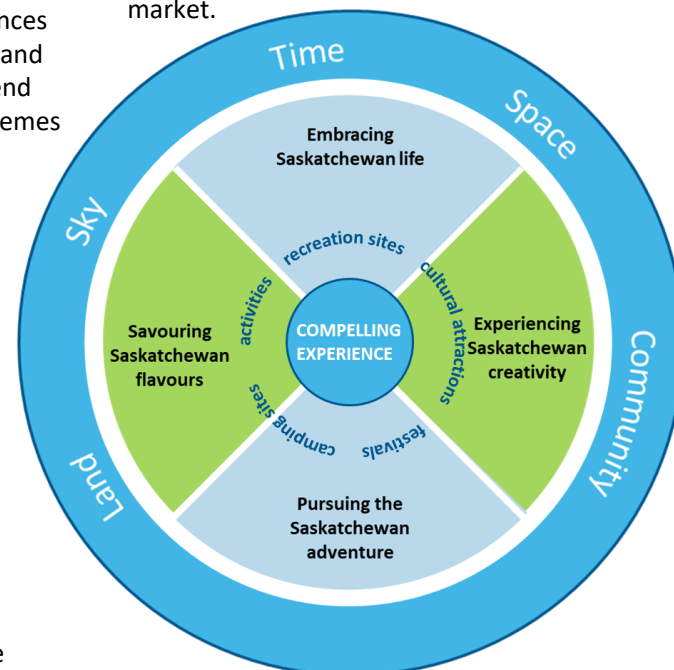 market.
nces
and
end
emes
Time
Space
Community
Land
Sky
Embracing
Saskatchewan life
Experiencing
Saskatchewan
creativity
Pursuing the
Saskatchewan
adventure
Savouring
Saskatchewan
flavours
recreation sites
cultural attractions
festivals
camping sites
activities
COMPELLING
EXPERIENCE
e